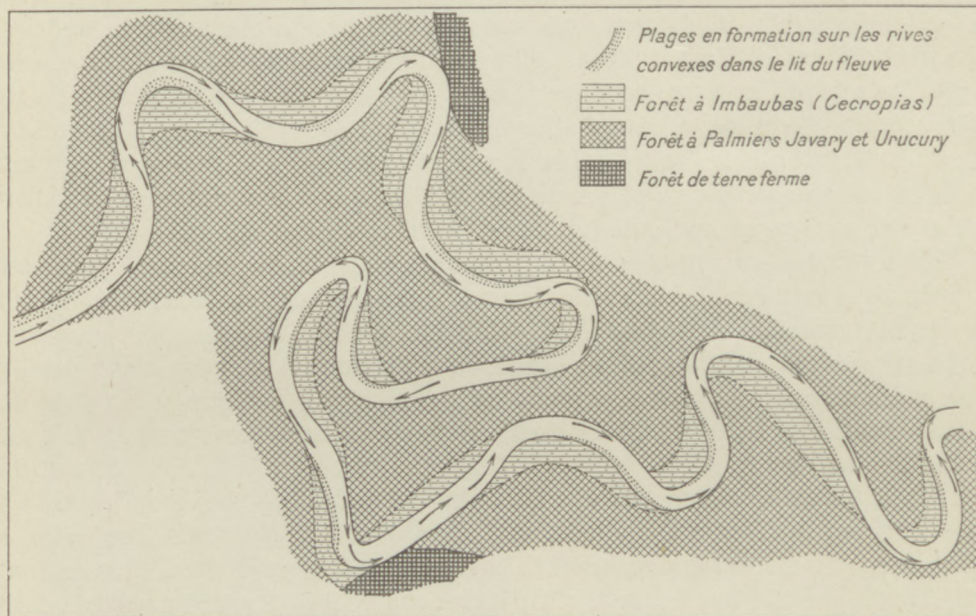 Plages en formation sur les rives
convexes dans le lit du fleuve
Forêt à Imbaubas (Cecropias)
Forêt à Palmiers Javary et Urucury
Forêt de terre ferme